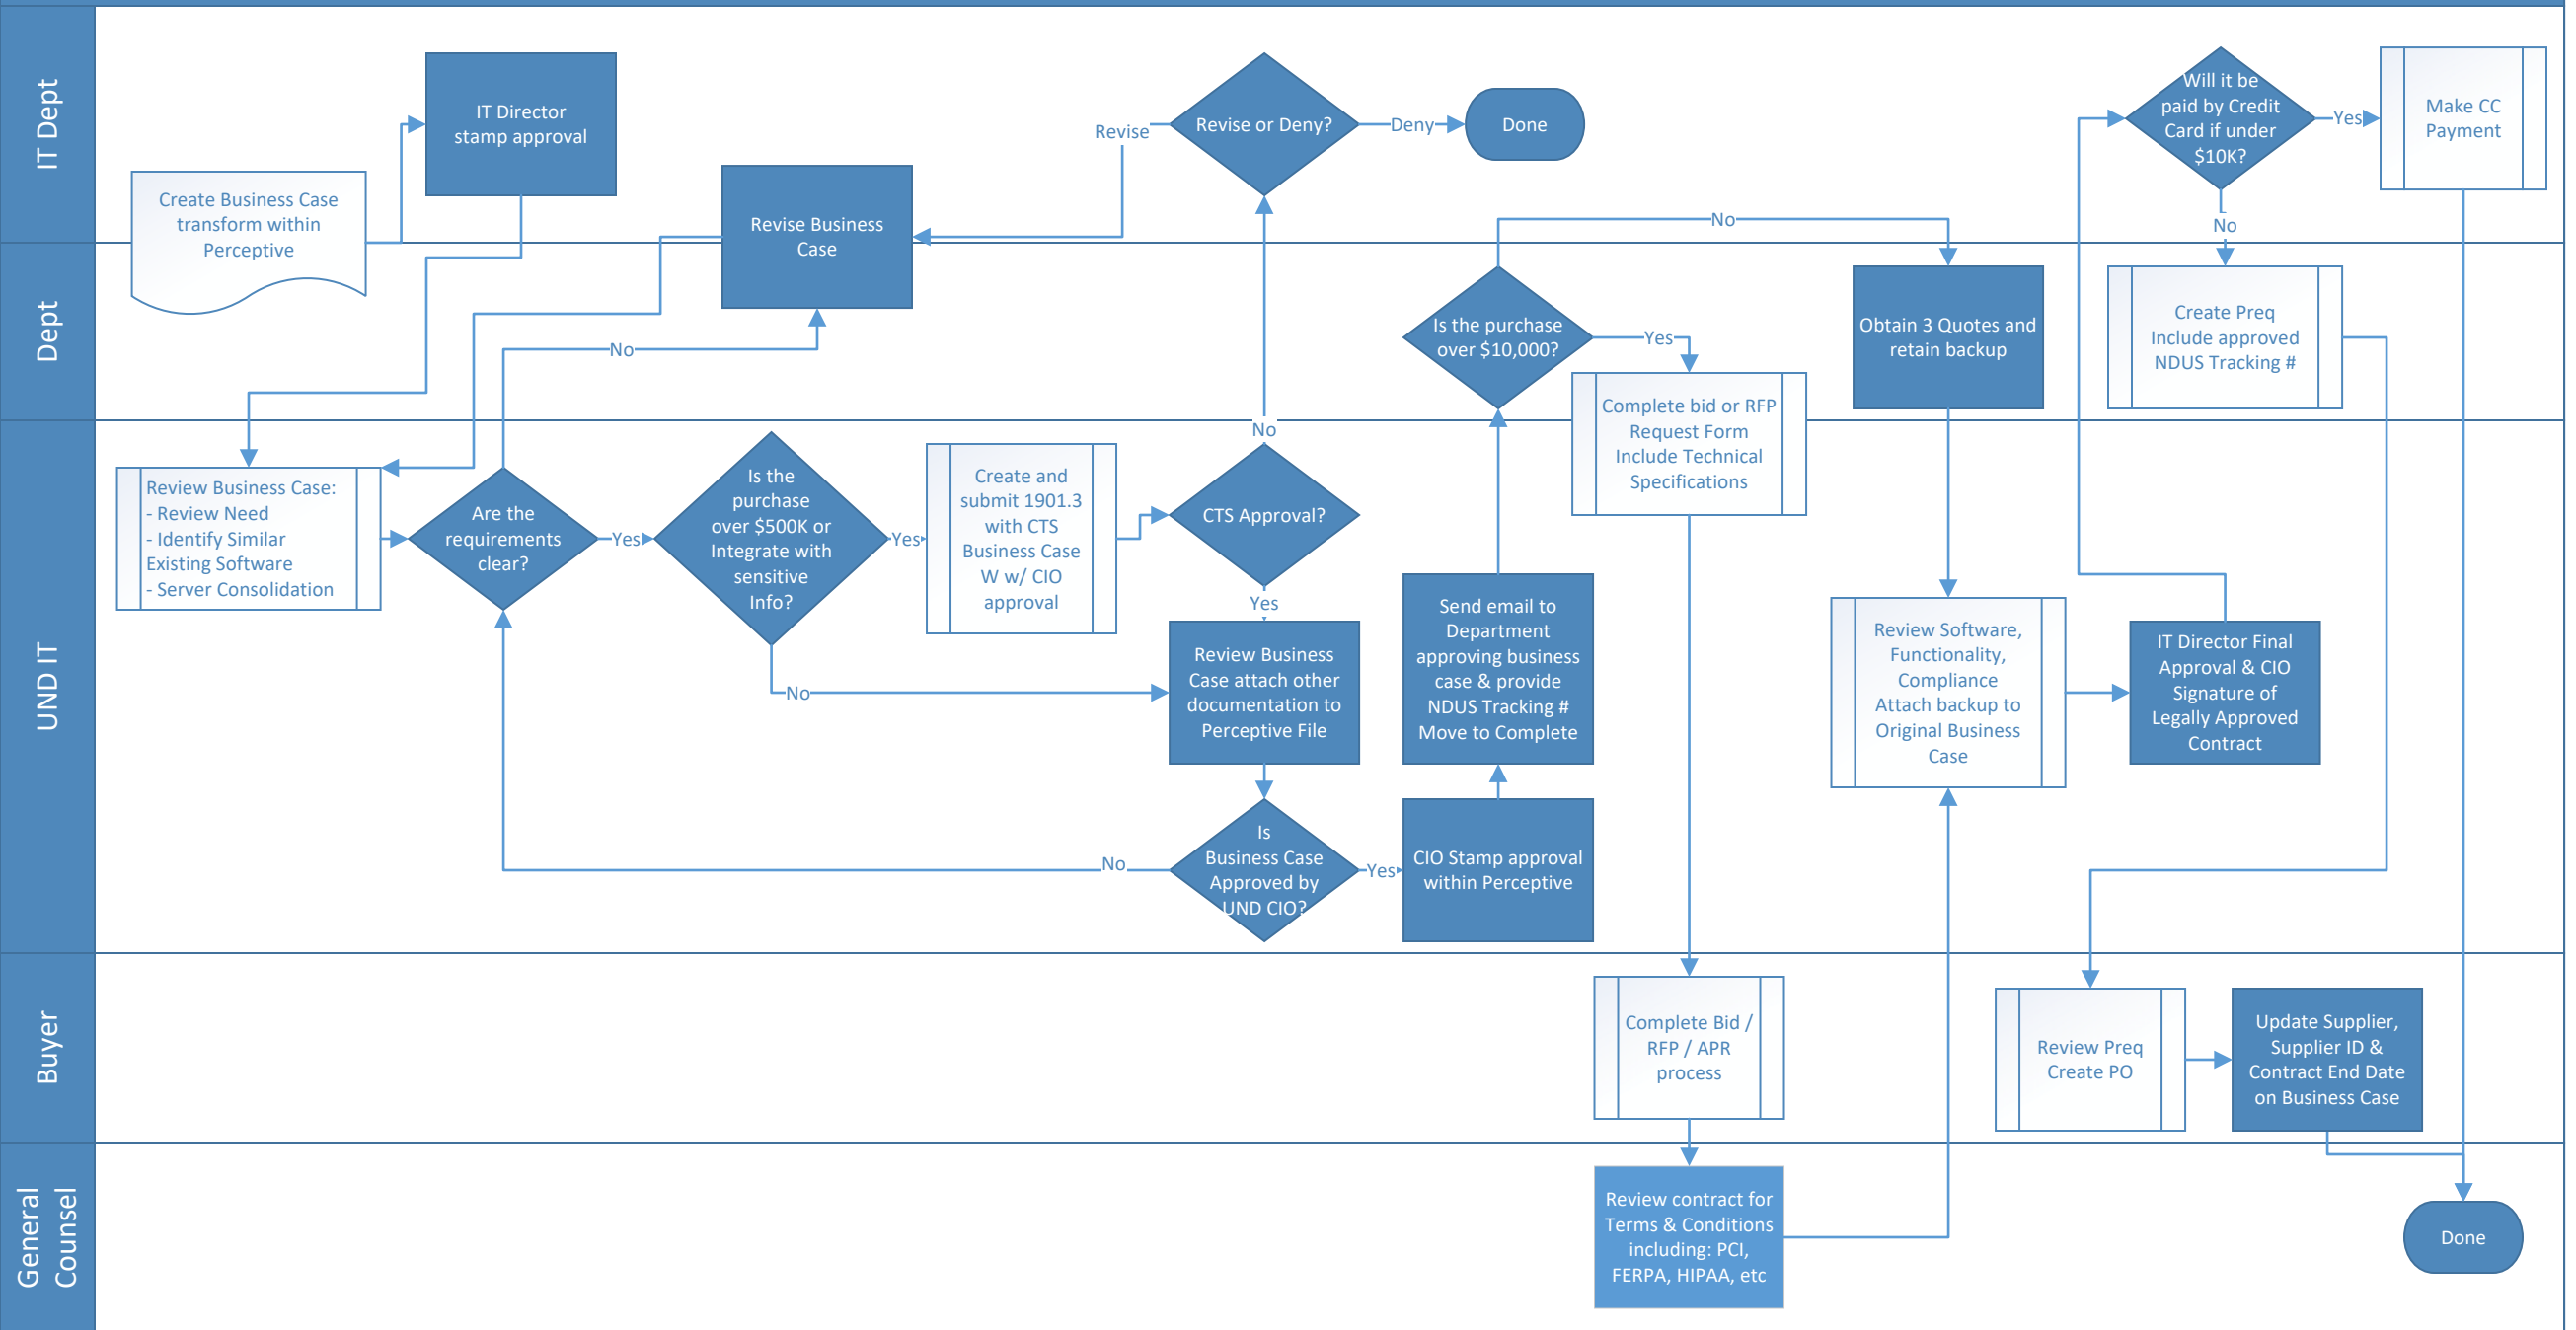 IT Dept
IT Director
stamp approval
Create Business Case
transform within
Perceptive
Revise Business
Case
Revise
Revise or Deny?
Deny
Done
Will it be
paid by Credit
Card if under
$10K?
Yes
Make CC
Payment
No
No
Dept
No
Is the purchase
over $10,000?
Yes
Obtain 3 Quotes and
retain backup
Create Preq
Include approved
NDUS Tracking #
Complete bid or RFP
Request Form
Include Technical
Specifications
UND IT
Review Business Case:
- Review Need
- Identify Similar
Existing Software
- Server Consolidation
Are the
requirements
clear?
Yes
Is the
purchase
over $500K or
Integrate with
sensitive
Info?
Yes
Create and
submit 1901.3
with CTS
Business Case
W w/ CIO
approval
No
CTS Approval?
Yes
No
Review Business
Case attach other
documentation to
Perceptive File
Send email to
Department
approving business
case & provide
NDUS Tracking #
Move to Complete
Review Software,
Functionality,
Compliance
Attach backup to
Original Business
Case
IT Director Final
Approval & CIO
Signature of
Legally Approved
Contract
No
Is
Business Case
Approved by
UND CIO?
Yes
CIO Stamp approval
within Perceptive
Buyer
Complete Bid /
RFP / APR
process
Review Preq
Create PO
Update Supplier,
Supplier ID &
Contract End Date
on Business Case
General
Counsel
Review contract for
Terms & Conditions
including: PCI,
FERPA, HIPAA, etc
Done